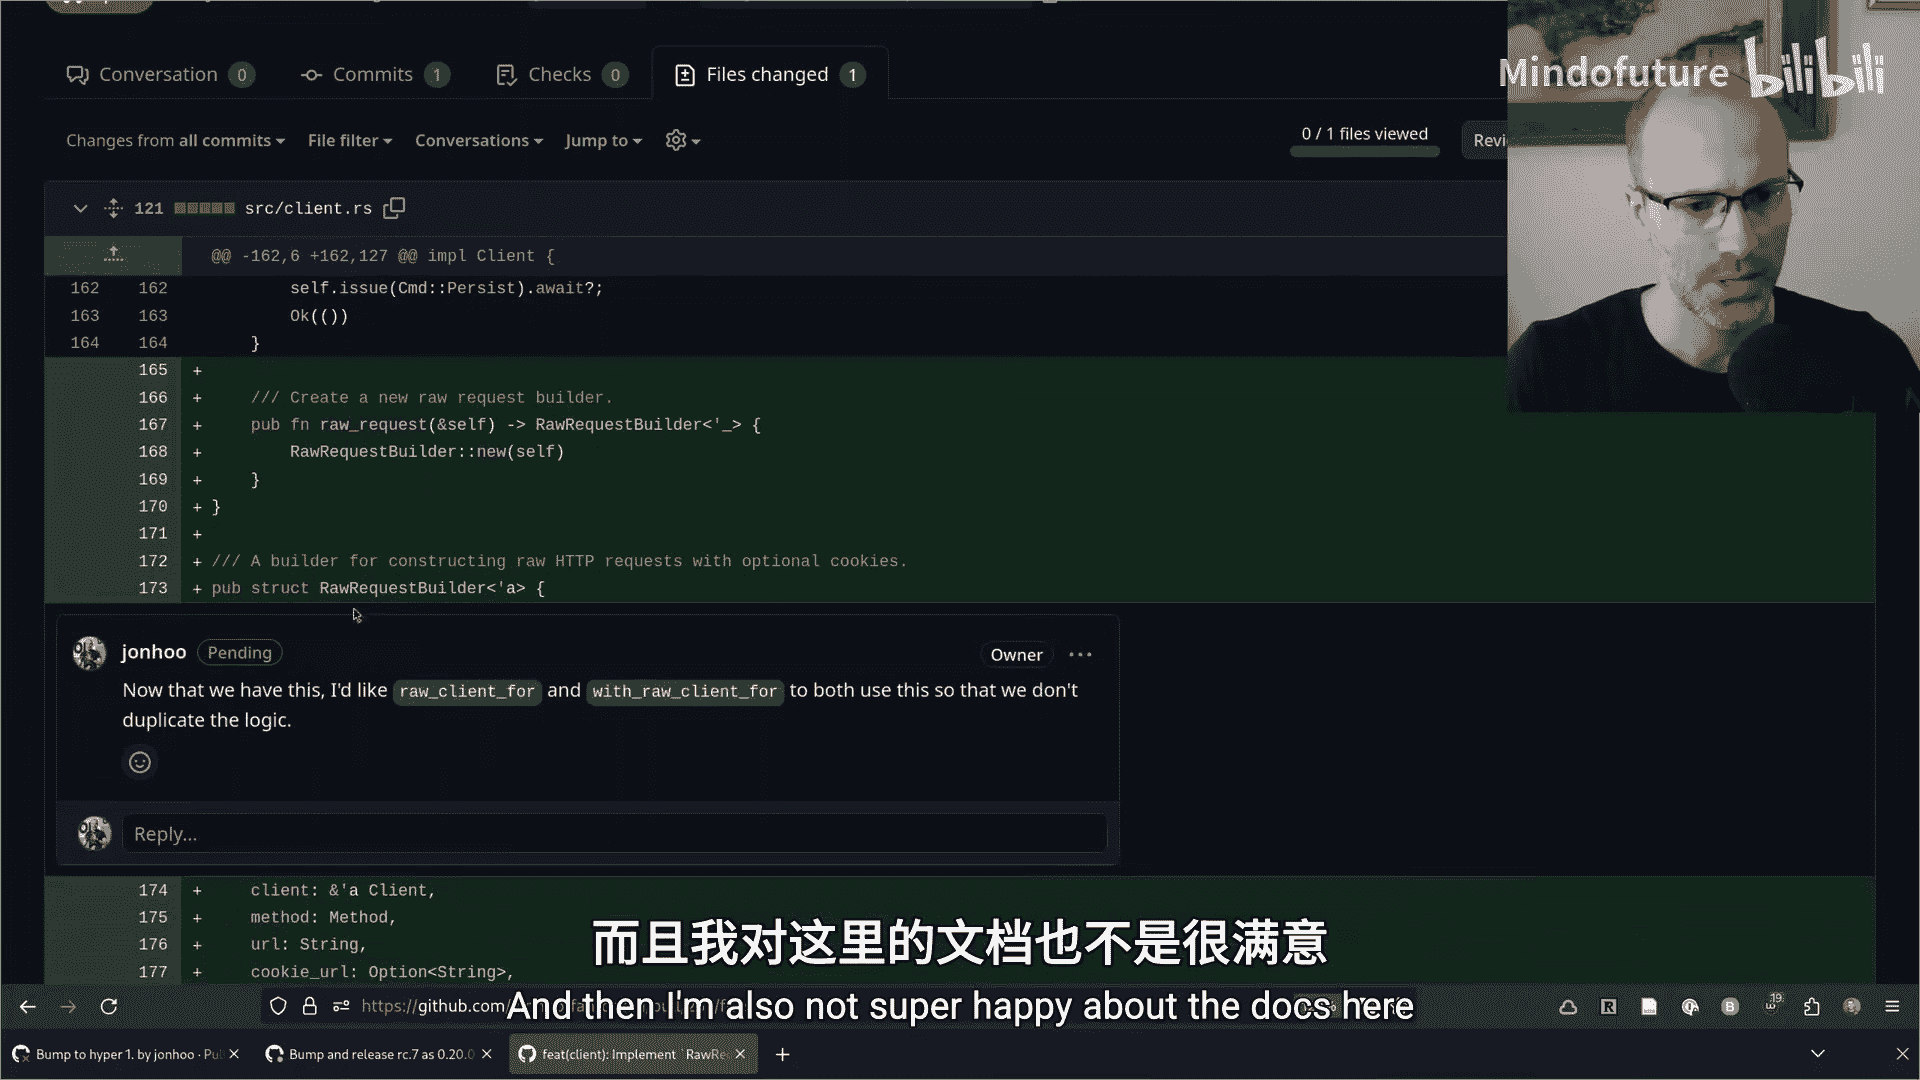 Conversation 0 Commits 1 Checks 0 Files changed 1
Mindofuture bilibili
Changes from all commits File filter Conversations Jump to 0 / 1 files viewed Revi
121 src/client.rs
@@ -162,6 +162,127 @@ impl Client {
162 162 self.issue(Cmd::Persist).await?;
163 163 Ok(())
164 164 }
165 +
166 + /// Create a new raw request builder.
167 + pub fn raw_request(&self) -> RawRequestBuilder<'_> {
168 + RawRequestBuilder::new(self)
169 + }
170 + }
171 +
172 + /// A builder for constructing raw HTTP requests with optional cookies.
173 + pub struct RawRequestBuilder<'a> {
jonhoo Pending Owner
Now that we have this, I'd like raw_client_for and with_raw_client_for to both use this so that we don't
duplicate the logic.
Reply...
174 + client: &'a Client,
175 + method: Method,
176 + url: String,
177 + cookie_url: Option<String>,
而且我对这里的文档也不是很满意
https://github.com/
And then I'm also not super happy about the docs here
19
Bump to hyper 1. by jonhoo · Pu
Bump and release rc.7 as 0.20.0
feat(client): Implement `RawRe